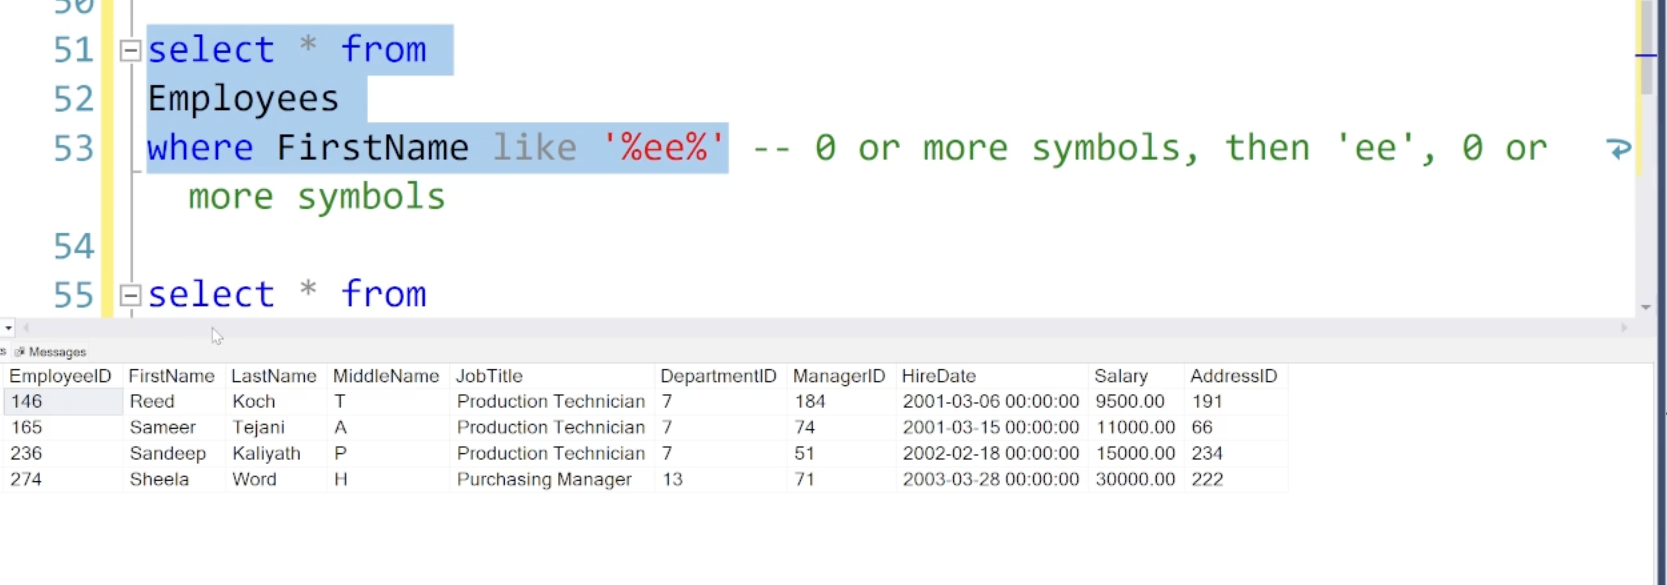 50
51 select * from
52 Employees
53 where FirstName like '%ee%' -- 0 or more symbols, then 'ee', 0 or
more symbols
54
55 select * from
s Messages
EmployeeID FirstName LastName MiddleName JobTitle DepartmentID ManagerID HireDate Salary AddressID
146 Reed Koch T Production Technician 7 184 2001-03-06 00:00:00 9500.00 191
165 Sameer Tejani A Production Technician 7 74 2001-03-15 00:00:00 11000.00 66
236 Sandeep Kaliyath P Production Technician 7 51 2002-02-18 00:00:00 15000.00 234
274 Sheela Word H Purchasing Manager 13 71 2003-03-28 00:00:00 30000.00 222